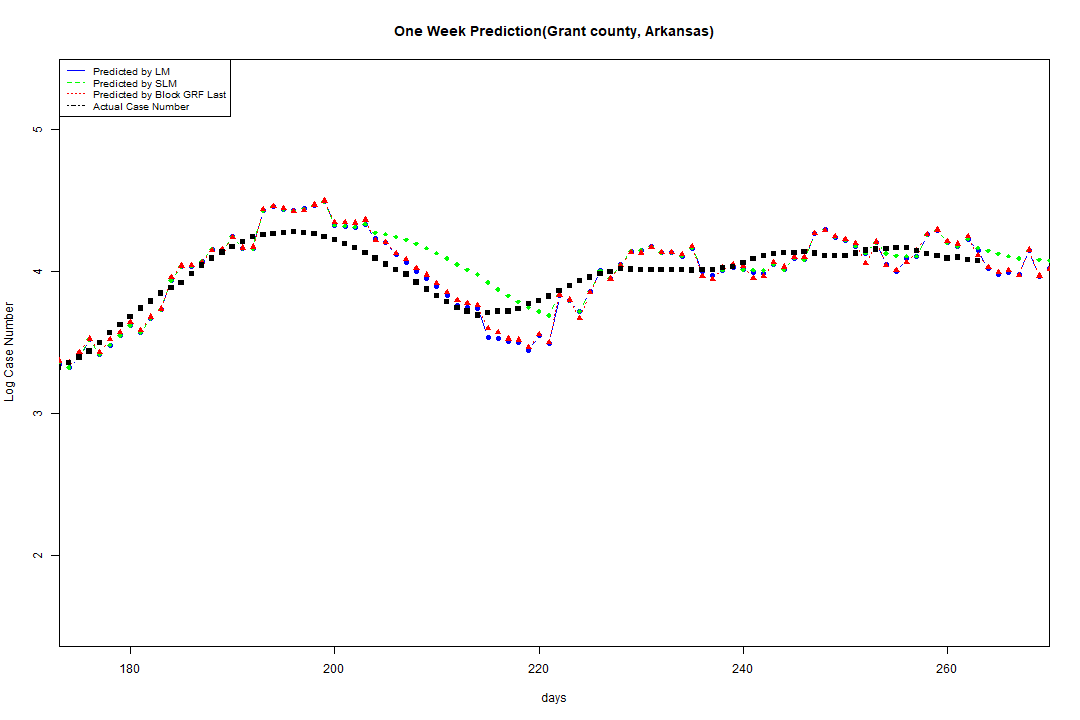 One Week Prediction(Grant county, Arkansas)
Predicted by LM
Predicted by SLM
Predicted by Block GRF Last
Actual Case Number
5
4
3
2
Log Case Number
180
200
220
240
260
days